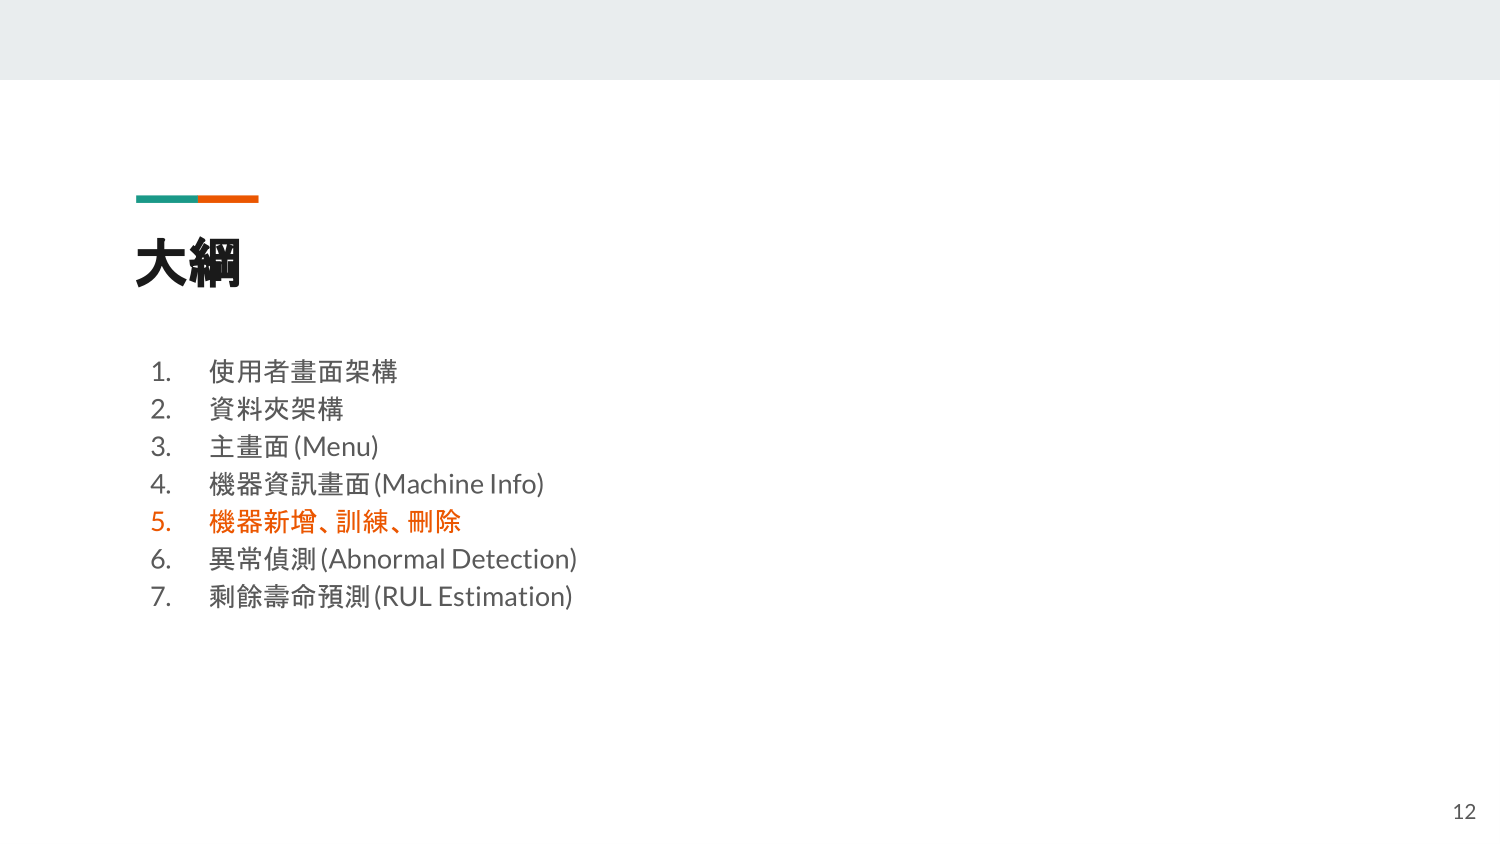 大綱
1. 使用者畫面架構
2. 資料夾架構
3. 主畫面(Menu)
4. 機器資訊畫面(Machine Info)
5. 機器新增、訓練、刪除
6. 異常偵測(Abnormal Detection)
7. 剩餘壽命預測(RUL Estimation)
12